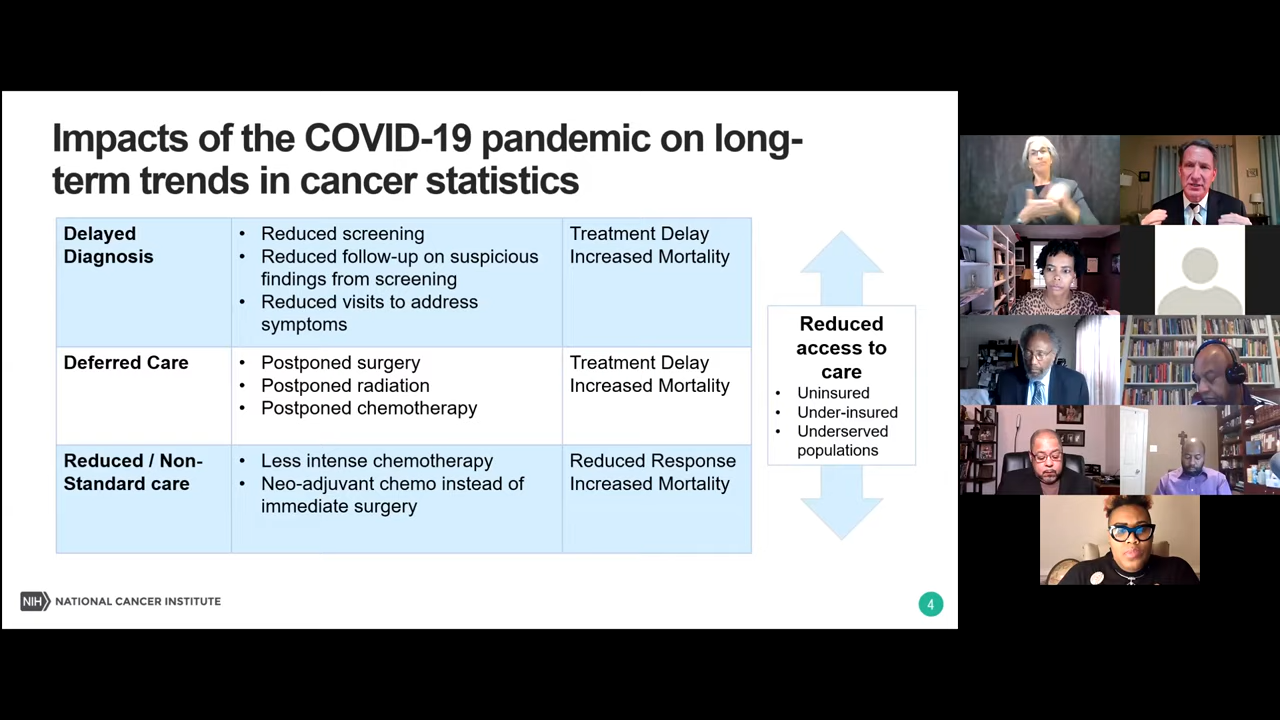 Impacts of the COVID-19 pandemic on long-
term trends in cancer statistics
Delayed
Diagnosis
• Reduced screening
• Reduced follow-up on suspicious
findings from screening
• Reduced visits to address
symptoms
Treatment Delay
Increased Mortality
Deferred Care
• Postponed surgery
• Postponed radiation
• Postponed chemotherapy
Treatment Delay
Increased Mortality
Reduced / Non-
Standard care
• Less intense chemotherapy
• Neo-adjuvant chemo instead of
immediate surgery
Reduced Response
Increased Mortality
Reduced
access to
care
• Uninsured
• Under-insured
• Underserved
populations
NIH NATIONAL CANCER INSTITUTE
4